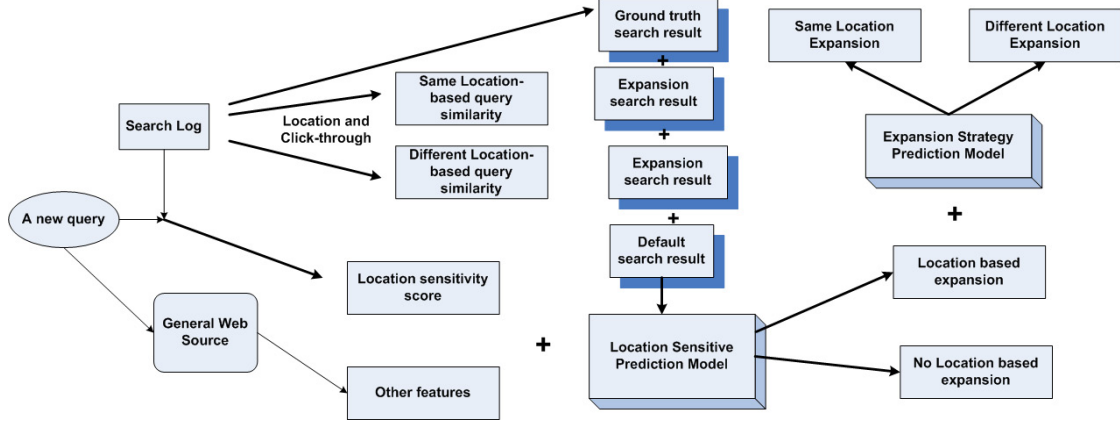 Ground truth
search result
+
Expansion
search result
+
Expansion
search result
+
Default
search result
Same Location
Expansion
Different Location
Expansion
Same Location-
based query
similarity
Location and
Click-through
Different Location-
based query
similarity
Search Log
Expansion Strategy
Prediction Model
+
A new query
Location sensitivity
score
General Web
Source
Other features
+
Location Sensitive
Prediction Model
Location based
expansion
No Location based
expansion